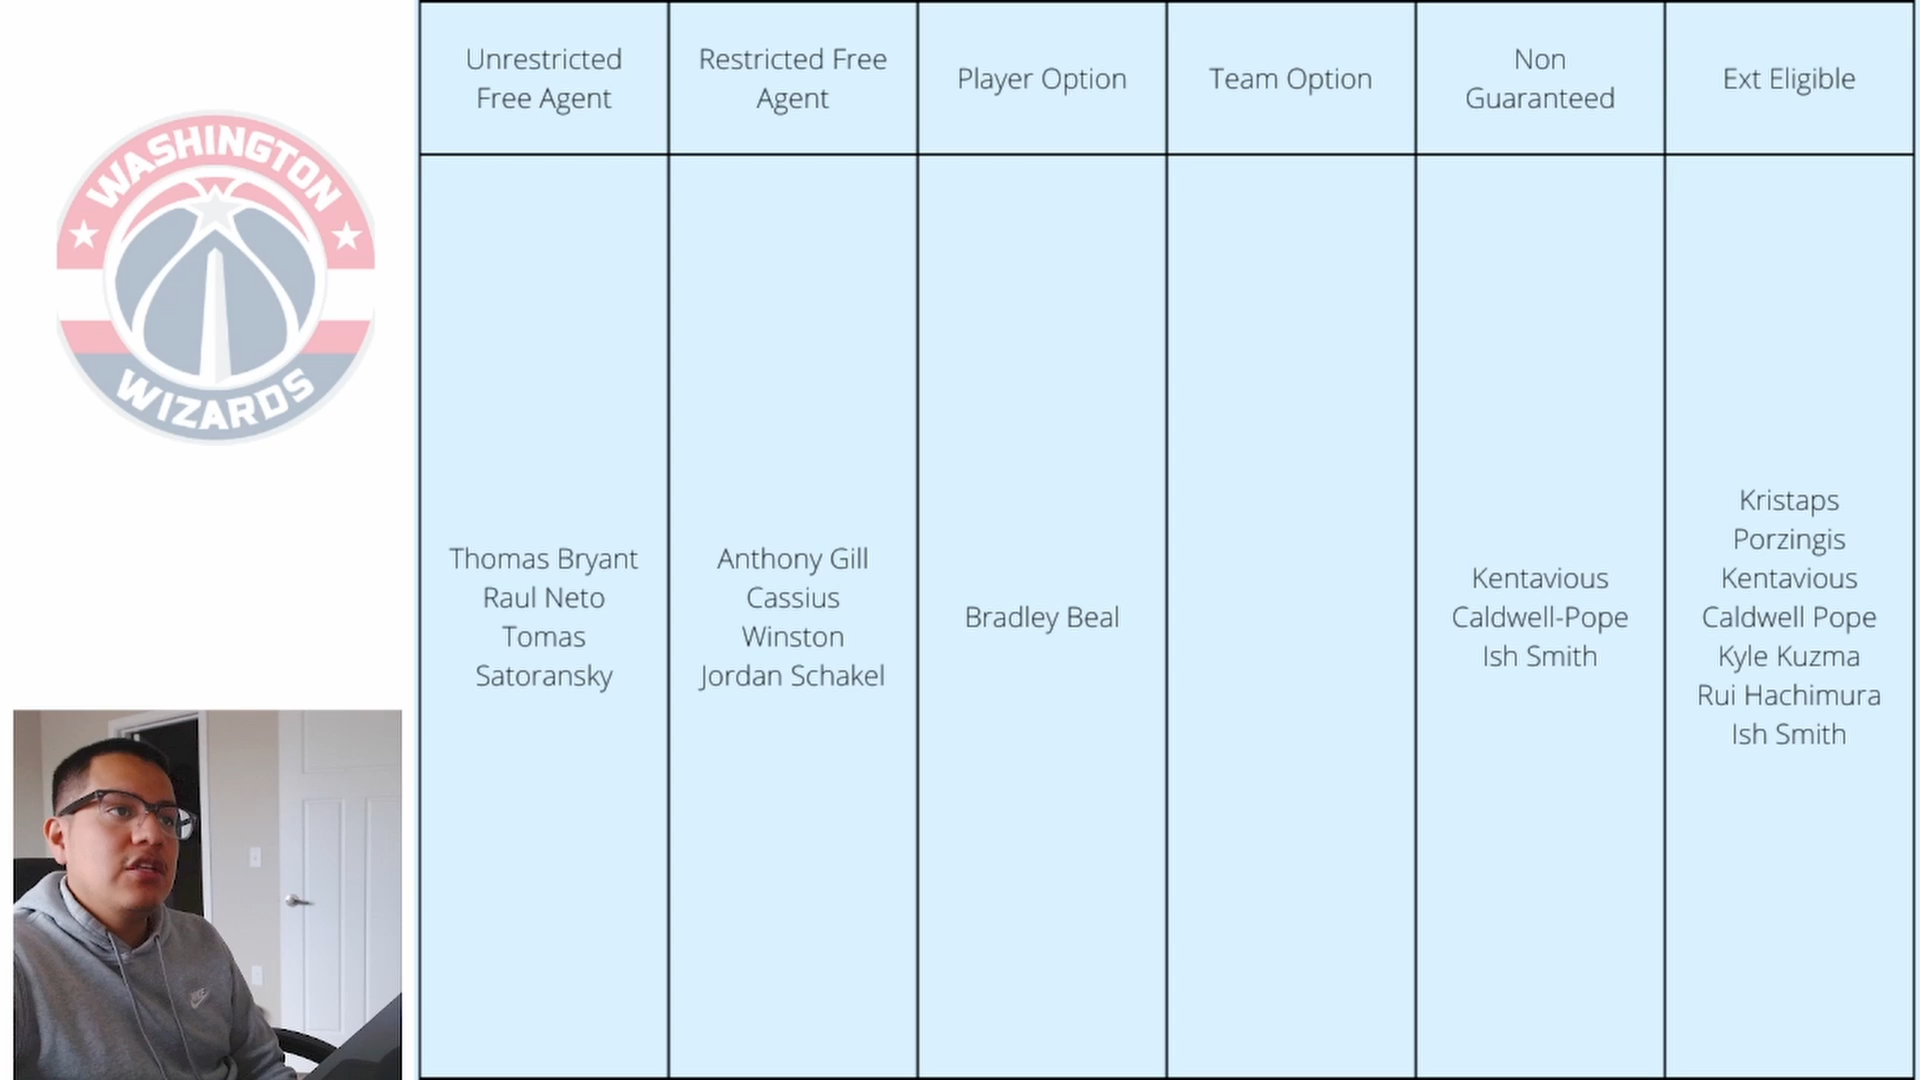 WASHINGTON
WIZARDS
Unrestricted
Free Agent
Restricted Free
Agent
Player Option
Team Option
Non
Guaranteed
Ext Eligible
Thomas Bryant
Raul Neto
Tomas
Satoransky
Anthony Gill
Cassius
Winston
Jordan Schakel
Bradley Beal
Kentavious
Caldwell-Pope
Ish Smith
Kristaps
Porzingis
Kentavious
Caldwell Pope
Kyle Kuzma
Rui Hachimura
Ish Smith
NIKE